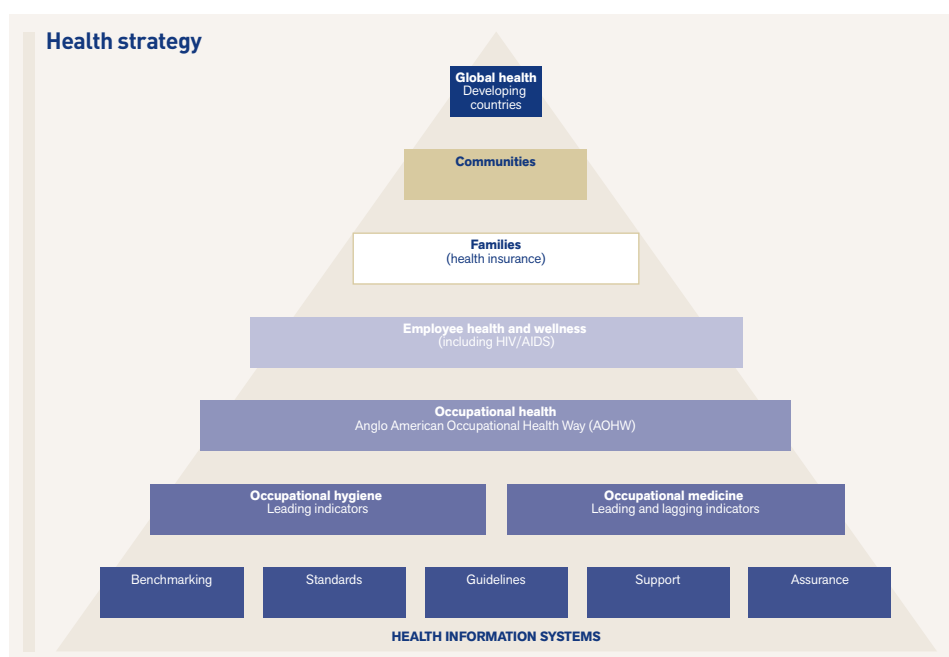 Health strategy
Global health
Developing
countries
Communities
Families
(health insurance)
Employee health and wellness
(including HIV/AIDS)
Occupational health
Anglo American Occupational Health Way (AOHW)
Occupational hygiene
Leading indicators
Occupational medicine
Leading and lagging indicators
Benchmarking
Standards
Guidelines
Support
Assurance
HEALTH INFORMATION SYSTEMS